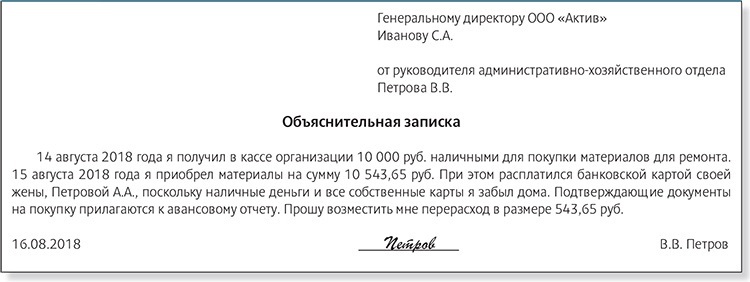 Генеральному директору ООО «Актив»
Иванову С.А.
от руководителя административно-хозяйственного отдела
Петрова В.В.
Объяснительная записка
14 августа 2018 года я получил в кассе организации 10 000 руб. наличными для покупки материалов для ремонта.
15 августа 2018 года я приобрел материалы на сумму 10 543,65 руб. При этом расплатился банковской картой своей
жены, Петровой А.А., поскольку наличные деньги и все собственные карты я забыл дома. Подтверждающие документы
на покупку прилагаются к авансовому отчету. Прошу возместить мне перерасход в размере 543,65 руб.
16.08.2018 Петров В.В. Петров